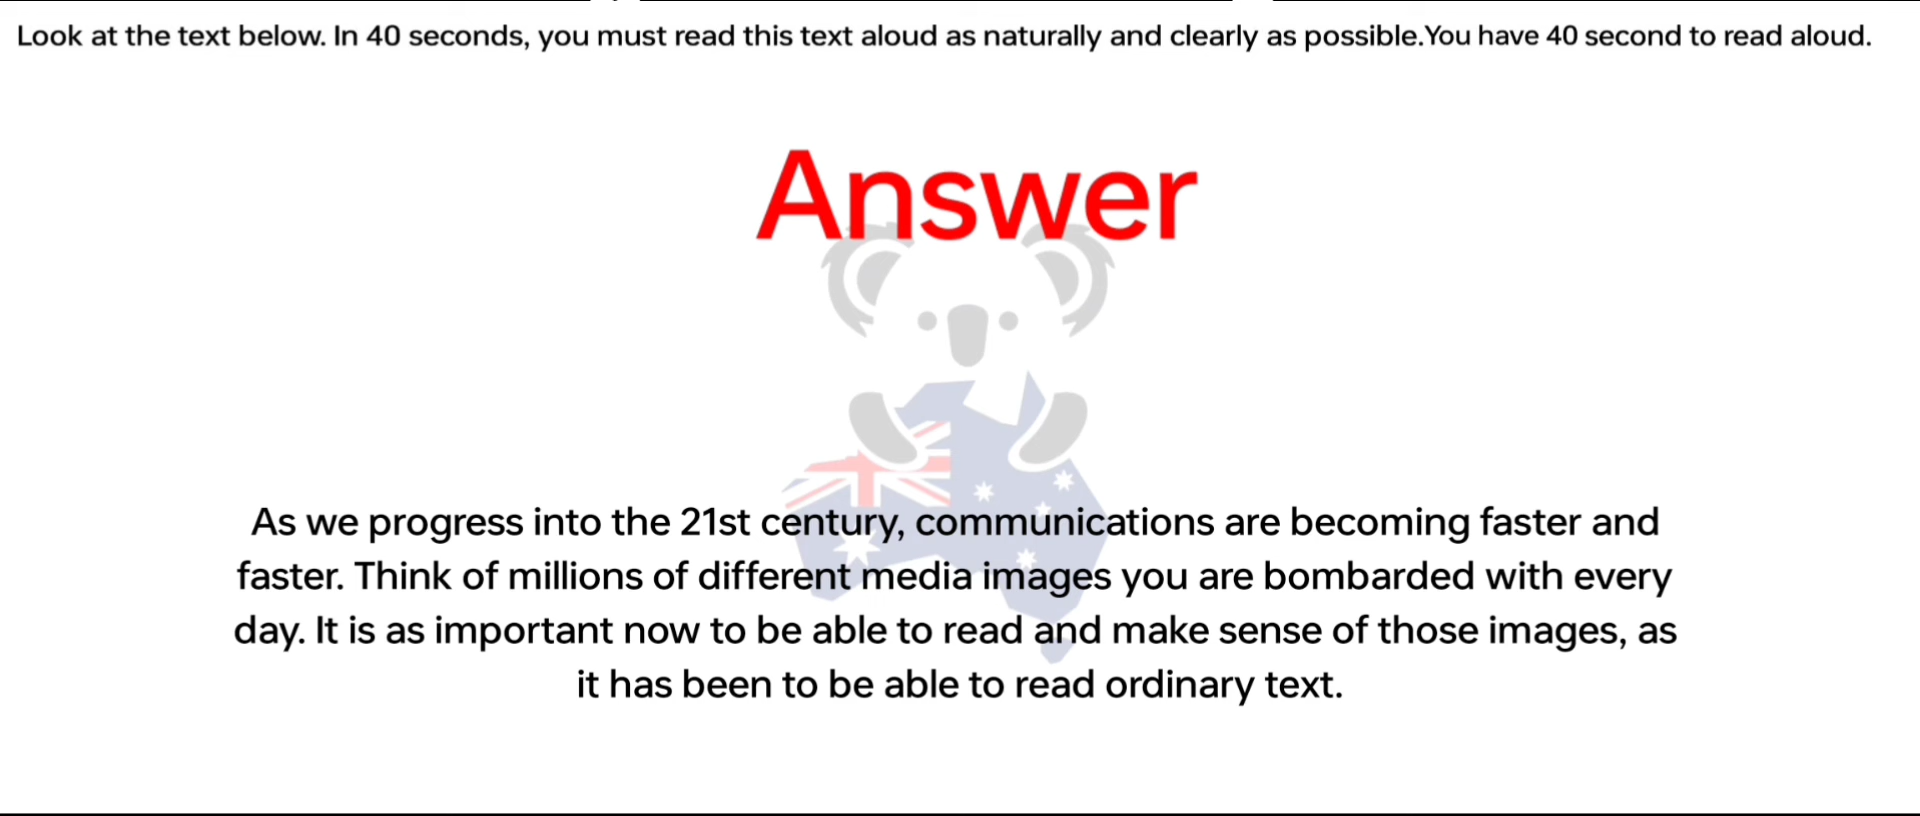 Look at the text below. In 40 seconds, you must read this text aloud as naturally and clearly as possible.You have 40 second to read aloud.
Answer
As we progress into the 21st century, communications are becoming faster and
faster. Think of millions of different media images you are bombarded with every
day. It is as important now to be able to read and make sense of those images, as
it has been to be able to read ordinary text.